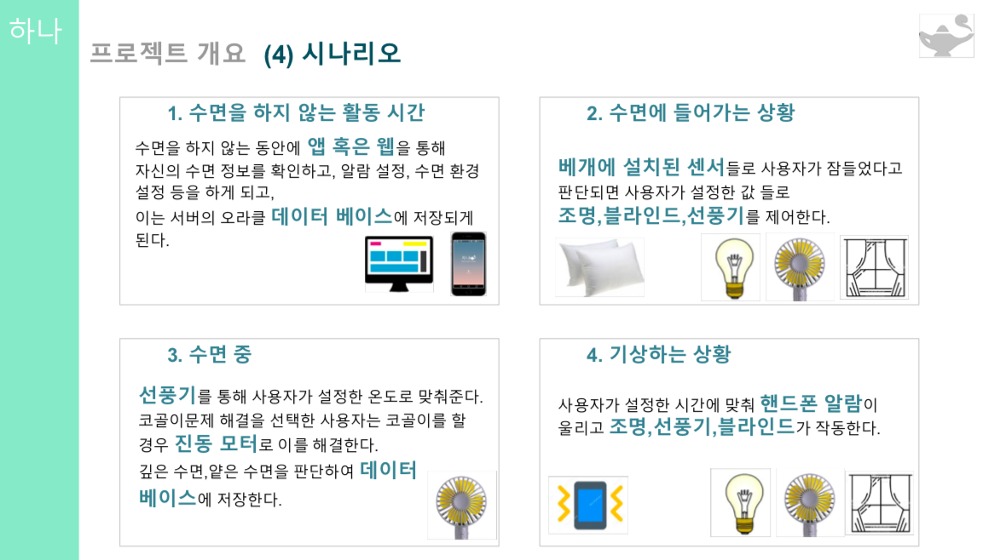 하나
프로젝트 개요 (4) 시나리오
1. 수면을 하지 않는 활동 시간
수면을 하지 않는 동안에 앱 혹은 웹을 통해
자신의 수면 정보를 확인하고, 알람 설정, 수면 환경
설정 등을 하게 되고,
이는 서버의 오라클 데이터 베이스에 저장되게
된다.
2. 수면에 들어가는 상황
베개에 설치된 센서들로 사용자가 잠들었다고
판단되면 사용자가 설정한 값 들로
조명,블라인드,선풍기를 제어한다.
3. 수면 중
선풍기를 통해 사용자가 설정한 온도로 맞춰준다.
코골이문제 해결을 선택한 사용자는 코골이를 할
경우 진동 모터로 이를 해결한다.
깊은 수면,얕은 수면을 판단하여 데이터
베이스에 저장한다.
4. 기상하는 상황
사용자가 설정한 시간에 맞춰 핸드폰 알람이
울리고 조명,선풍기,블라인드가 작동한다.